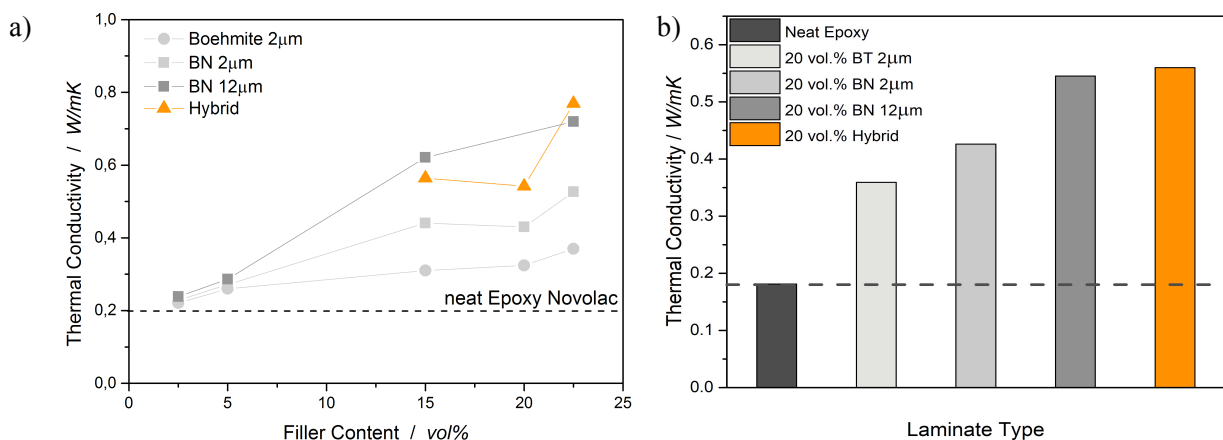 a)
Thermal Conductivity / W/mK
1,0
0,8
0,6
0,4
0,2
0,0
Boehmite 2µm
BN 2µm
BN 12µm
Hybrid
neat Epoxy Novolac
0 5 10 15 20 25
Filler Content / vol%
b)
Thermal Conductivity / W/mK
0.6
0.5
0.4
0.3
0.2
0.1
0.0
Neat Epoxy
20 vol.% BT 2µm
20 vol.% BN 2µm
20 vol.% BN 12µm
20 vol.% Hybrid
Laminate Type